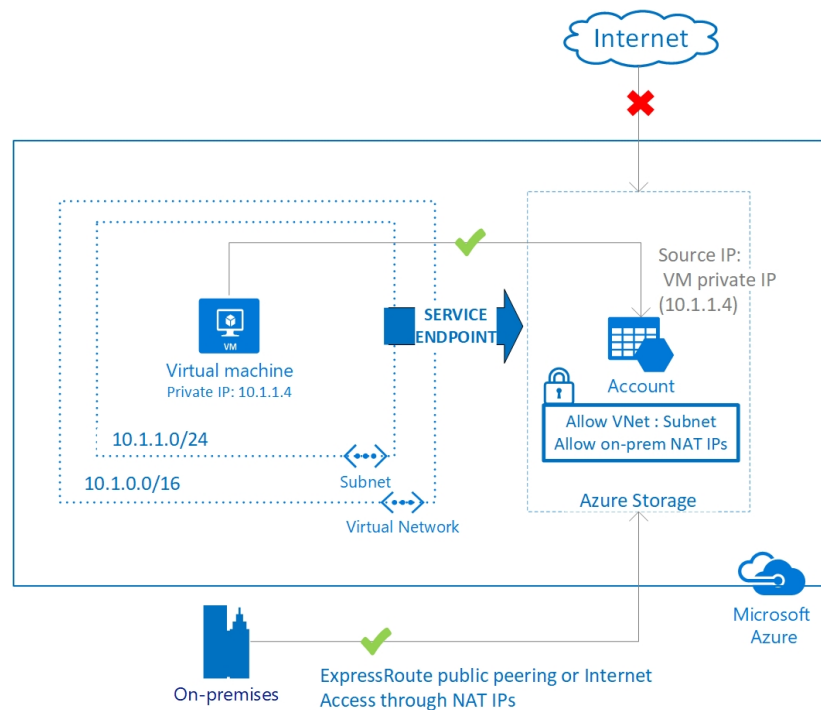 Internet
Source IP:
VM private IP
(10.1.1.4)
SERVICE
ENDPOINT
VM
Virtual machine
Private IP: 10.1.1.4
Account
Allow VNet : Subnet
Allow on-prem NAT IPs
10.1.1.0/24
Subnet
10.1.0.0/16
Azure Storage
Virtual Network
Microsoft
Azure
On-premises
ExpressRoute public peering or Internet
Access through NAT IPs